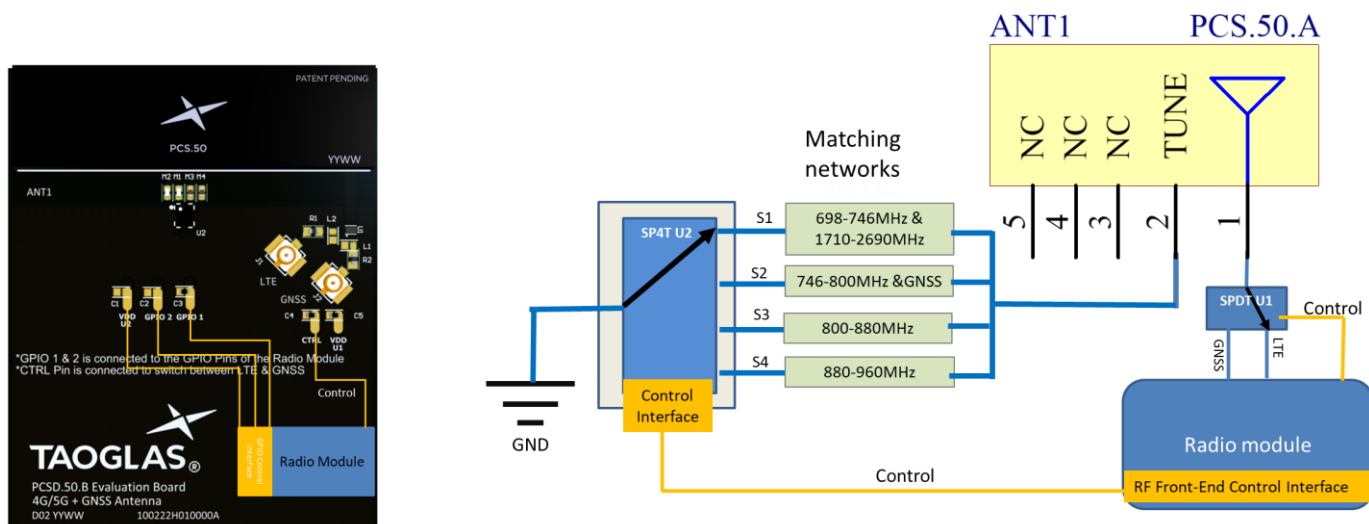 PATENT PENDING
PCS.50
YYWW
ANT1
M2 M1 M3 M4
U2
R1
L2
U1
L1
R2
J1
LTE
J2
GNSS
C1
C2
C3
C4
C5
VDD
U2
GPIO 2
GPIO 1
CTRL
VDD
U1
*GPIO 1 & 2 is connected to the GPIO Pins of the Radio Module
*CTRL Pin is connected to switch between LTE & GNSS
Control
GPIO Control
Interface
Radio Module
TAOGLAS®
PCSD.50.B Evaluation Board
4G/5G + GNSS Antenna
D02 YYWW 100222H010000A
ANT1 PCS.50.A
NC
NC
NC
TUNE
5
4
3
2
1
Matching
networks
SP4T U2
S1
698-746MHz &
1710-2690MHz
S2
746-800MHz &GNSS
S3
800-880MHz
S4
880-960MHz
Control
Interface
GND
SPDT U1
Control
GNSS
LTE
Radio module
RF Front-End Control Interface
Control